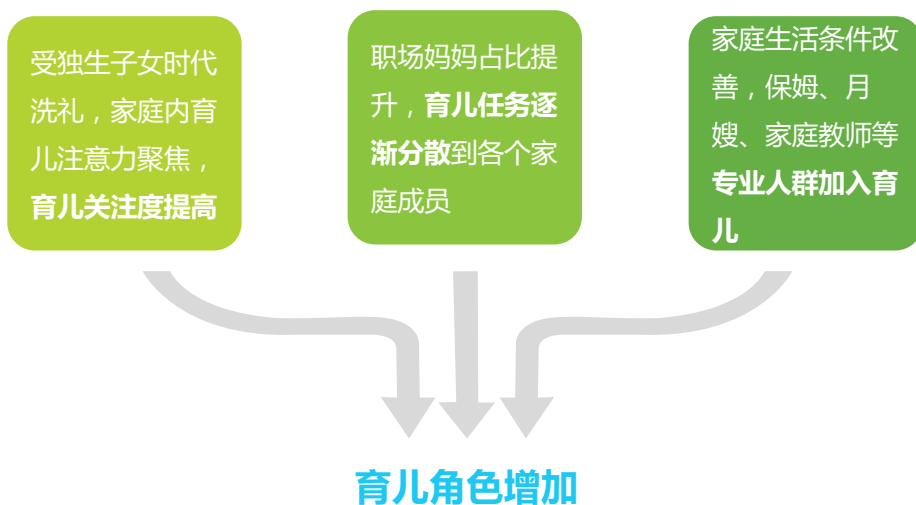 受独生子女时代
洗礼，家庭内育
儿注意力聚焦，
育儿关注度提高
职场妈妈占比提
升，育儿任务逐
渐分散到各个家
庭成员
家庭生活条件改
善，保姆、月
嫂、家庭教师等
专业人群加入育
儿
育儿角色增加